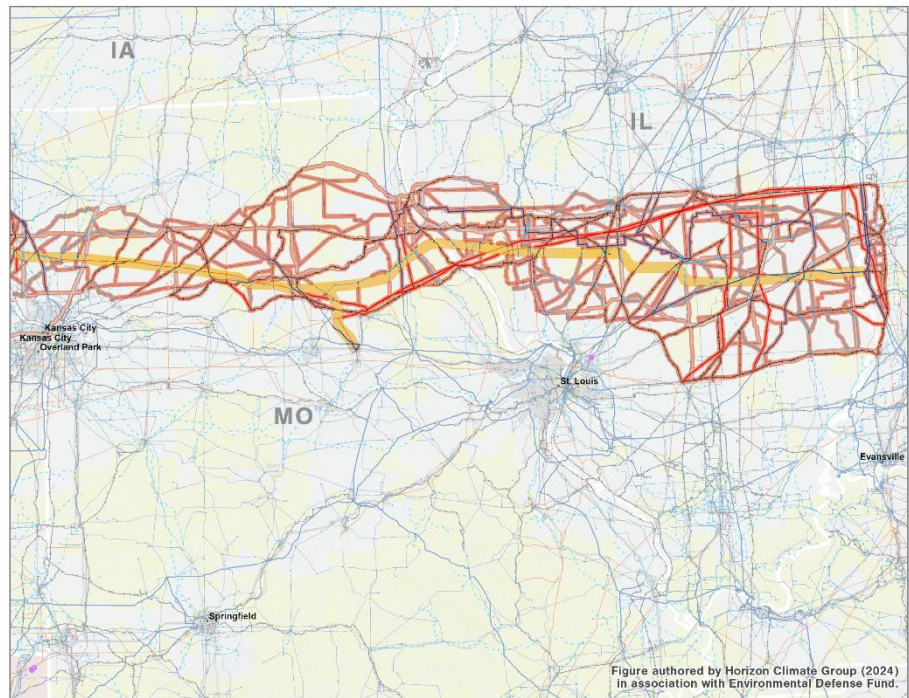 IA
IL
Kansas City
Kansas City
Overland Park
St. Louis
MO
Evansville
Springfield
Figure authored by Horizon Climate Group (2024)
in association with Environmental Defense Fund.